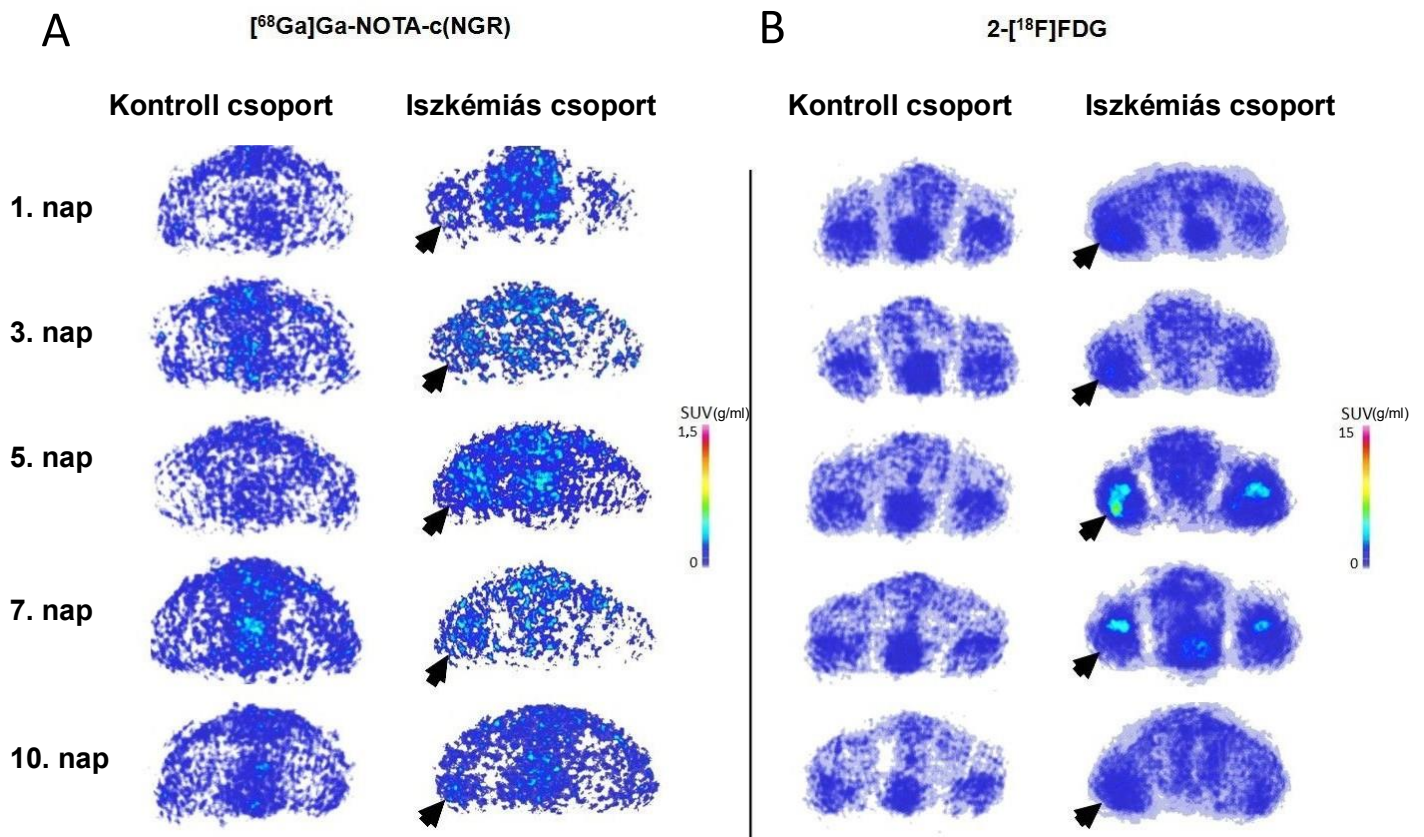 A
[⁶⁸Ga]Ga-NOTA-c(NGR)
Kontroll csoport
Iszkémiás csoport
1. nap
3. nap
5. nap
7. nap
10. nap
SUV(g/ml)
1,5
0
B
2-[¹⁸F]FDG
Kontroll csoport
Iszkémiás csoport
SUV(g/ml)
15
0